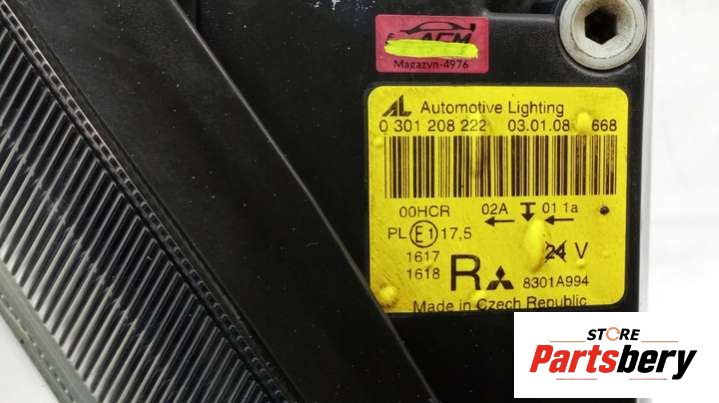 ACM
Magazyn-4976
AL Automotive Lighting
0 301 208 222 03.01.08 668
00HCR 02A 01 1a
PL E1 17,5
1617
1618
R
24 V
8301A994
Made in Czech Republic
STORE
Partsbery